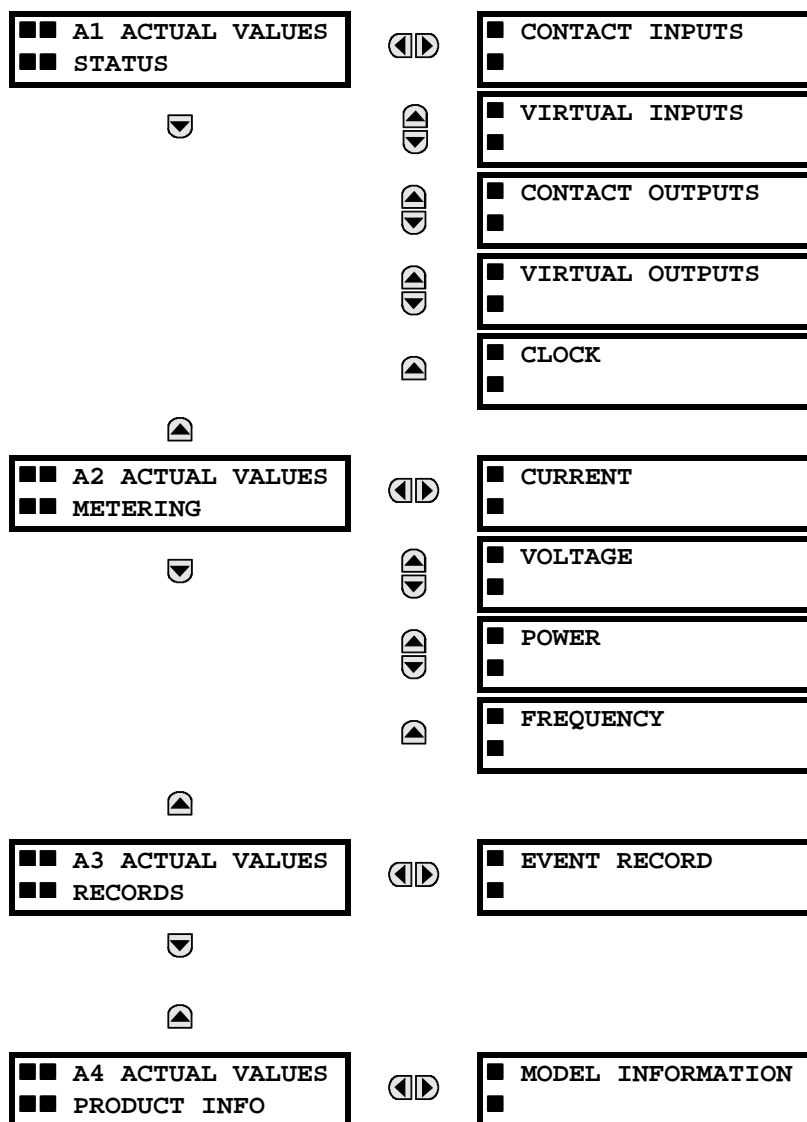 A1 ACTUAL VALUES
STATUS
CONTACT INPUTS
VIRTUAL INPUTS
CONTACT OUTPUTS
VIRTUAL OUTPUTS
CLOCK
A2 ACTUAL VALUES
METERING
CURRENT
VOLTAGE
POWER
FREQUENCY
A3 ACTUAL VALUES
RECORDS
EVENT RECORD
A4 ACTUAL VALUES
PRODUCT INFO
MODEL INFORMATION